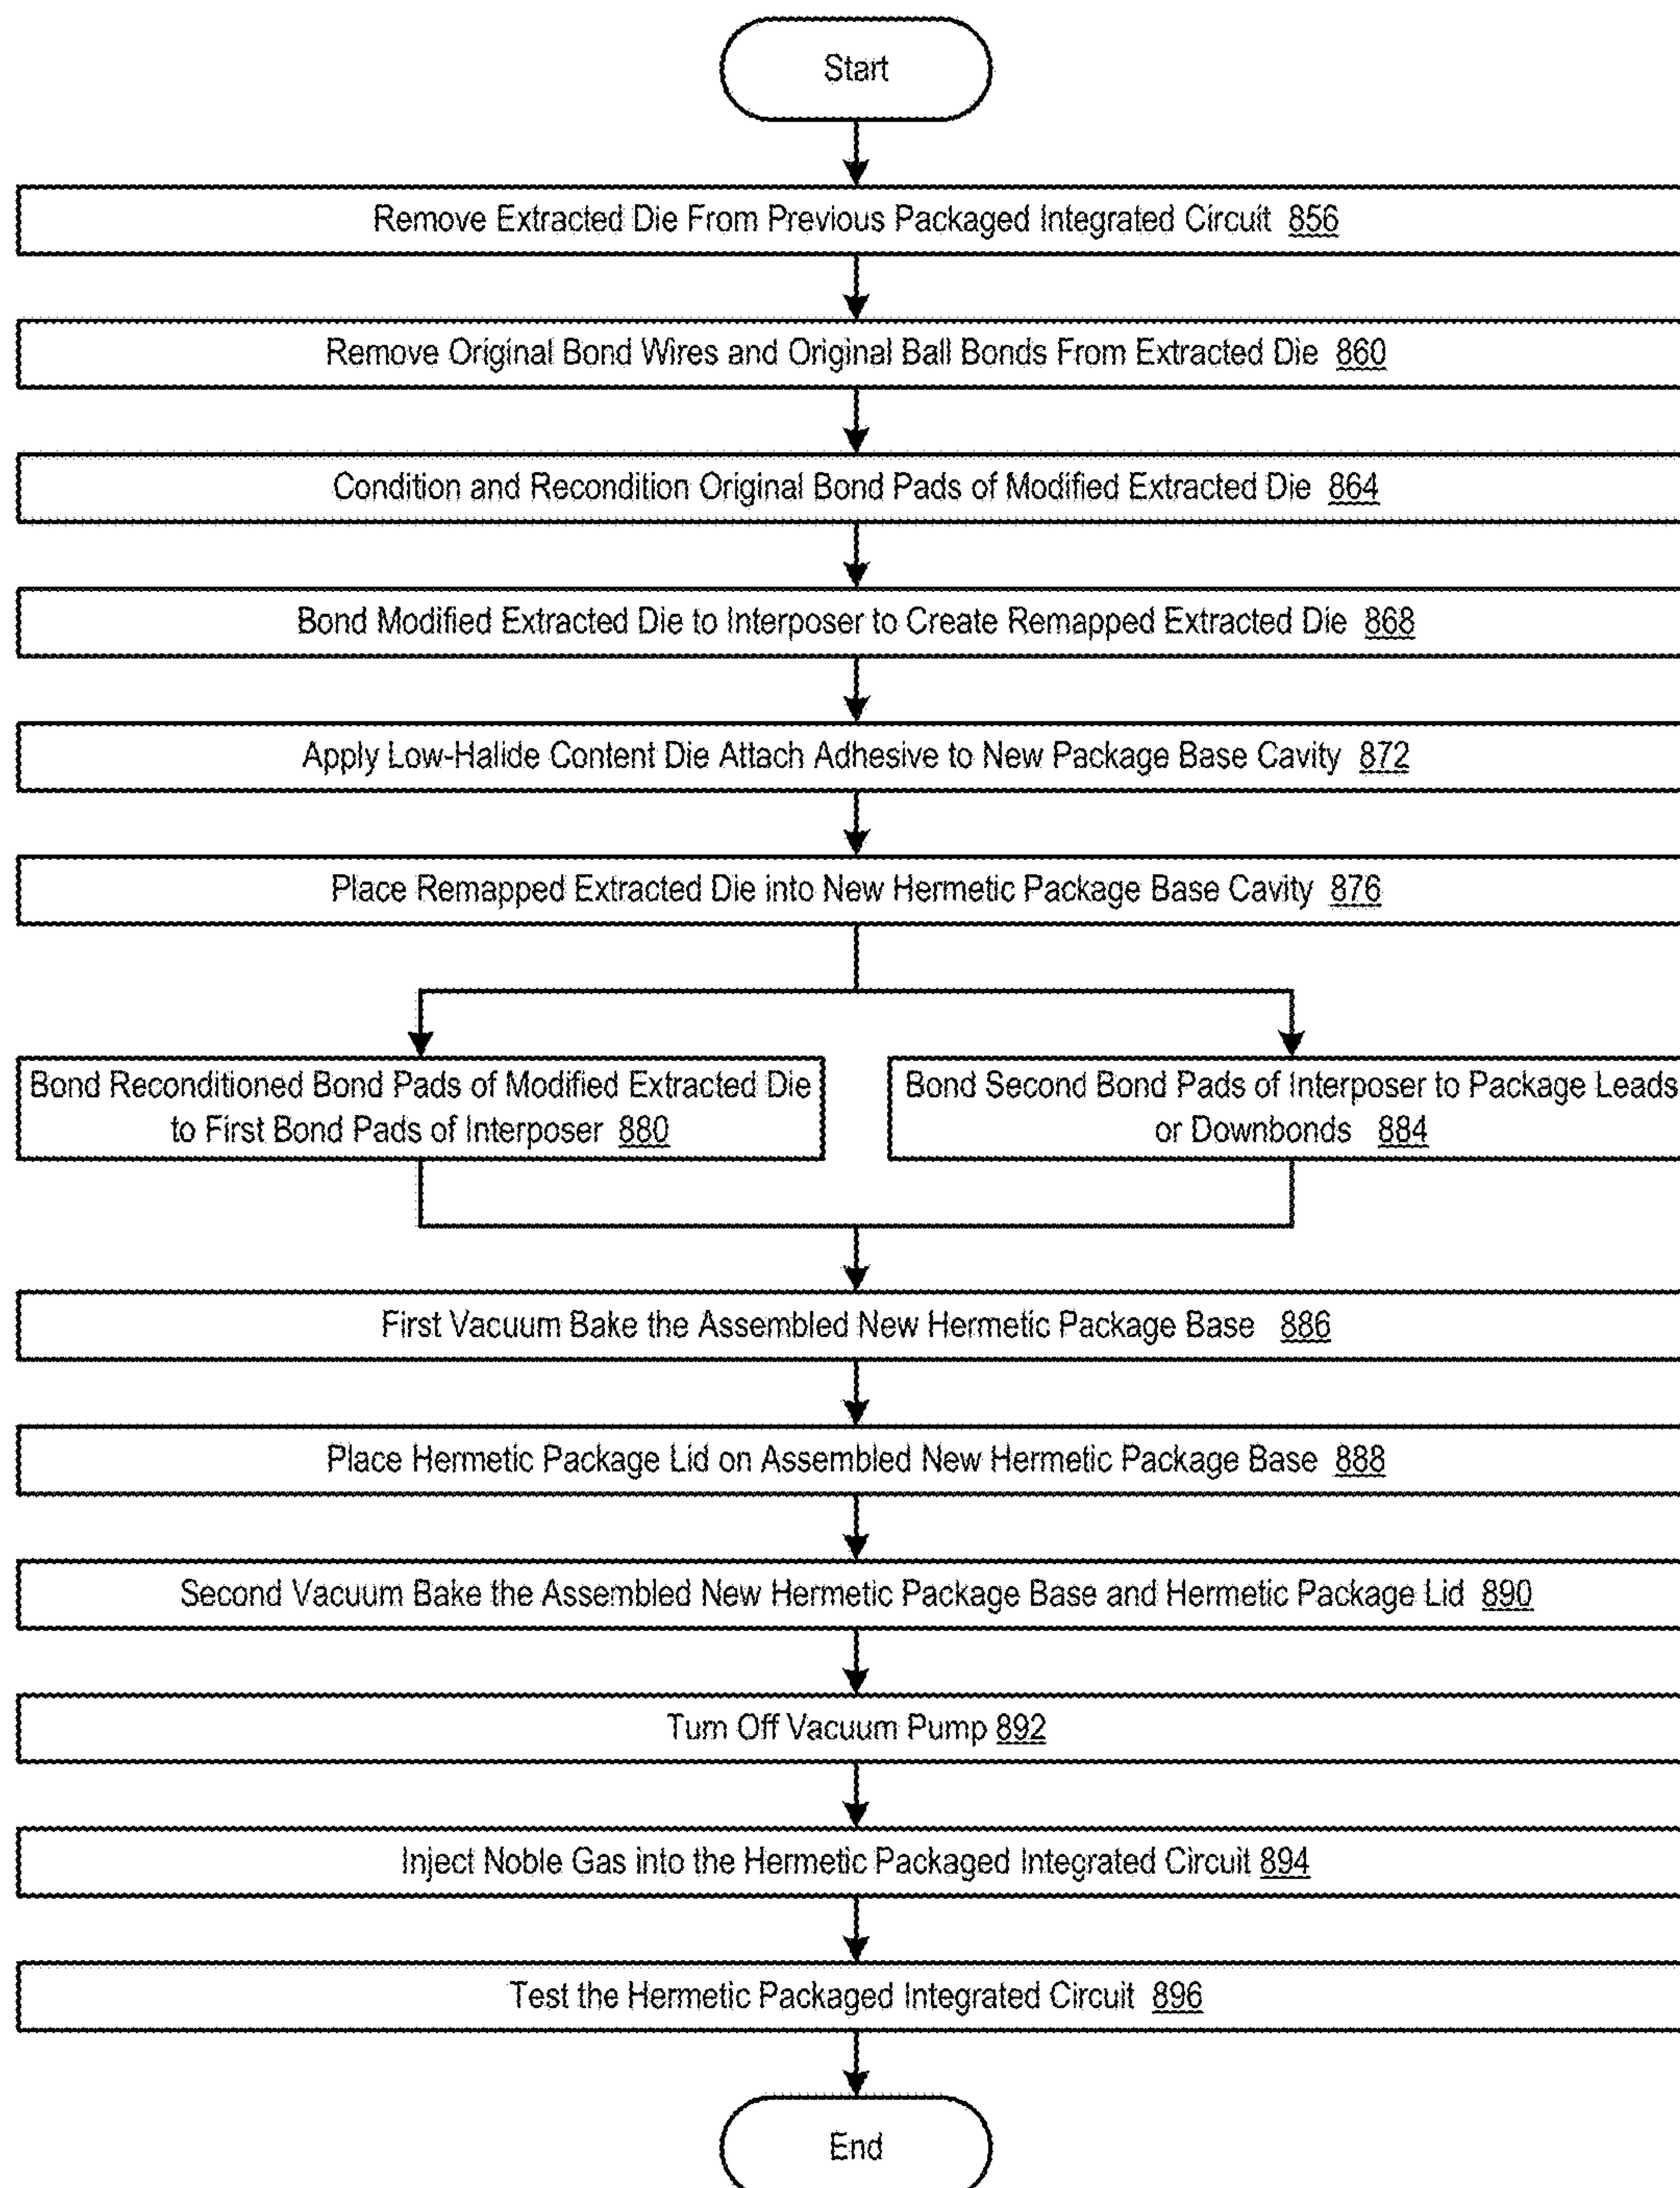 Start
Remove Extracted Die From Previous Packaged Integrated Circuit 856
Remove Original Bond Wires and Original Ball Bonds From Extracted Die 860
Condition and Recondition Original Bond Pads of Modified Extracted Die 864
Bond Modified Extracted Die to Interposer to Create Remapped Extracted Die 868
Apply Low-Halide Content Die Attach Adhesive to New Package Base Cavity 872
Place Remapped Extracted Die into New Hermetic Package Base Cavity 876
Bond Reconditioned Bond Pads of Modified Extracted Die
to First Bond Pads of Interposer 880
Bond Second Bond Pads of Interposer to Package Leads
or Downbonds 884
First Vacuum Bake the Assembled New Hermetic Package Base 886
Place Hermetic Package Lid on Assembled New Hermetic Package Base 888
Second Vacuum Bake the Assembled New Hermetic Package Base and Hermetic Package Lid 890
Turn Off Vacuum Pump 892
Inject Noble Gas into the Hermetic Packaged Integrated Circuit 894
Test the Hermetic Packaged Integrated Circuit 896
End